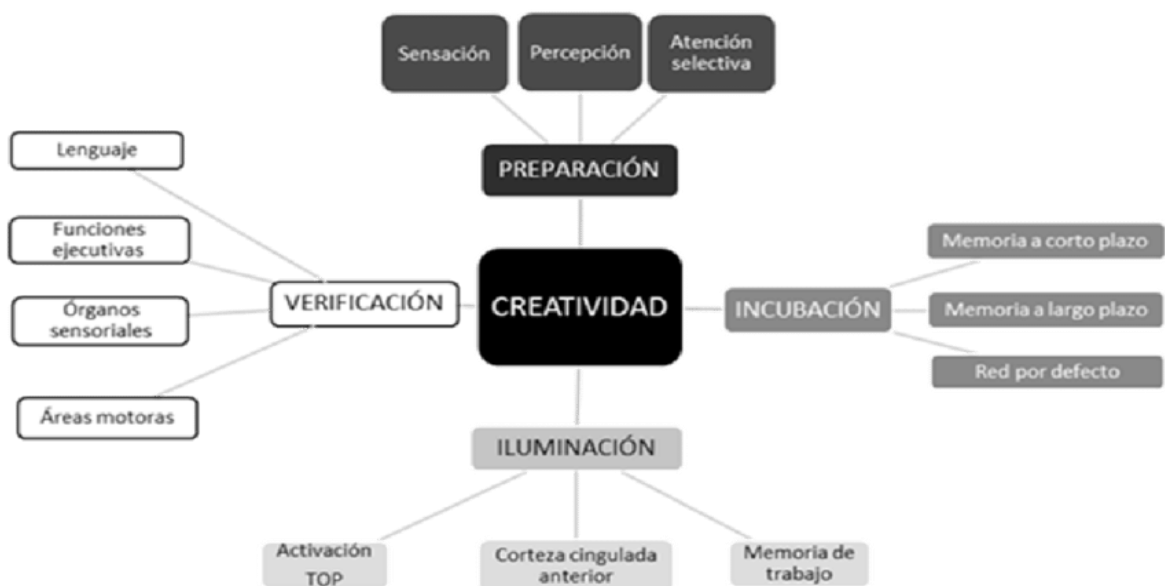 Sensación
Percepción
Atención
selectiva
PREPARACIÓN
Lenguaje
Funciones
ejecutivas
Órganos
sensoriales
Áreas motoras
VERIFICACIÓN
CREATIVIDAD
INCUBACIÓN
Memoria a corto plazo
Memoria a largo plazo
Red por defecto
ILUMINACIÓN
Activación
TOP
Corteza cingulada
anterior
Memoria de
trabajo